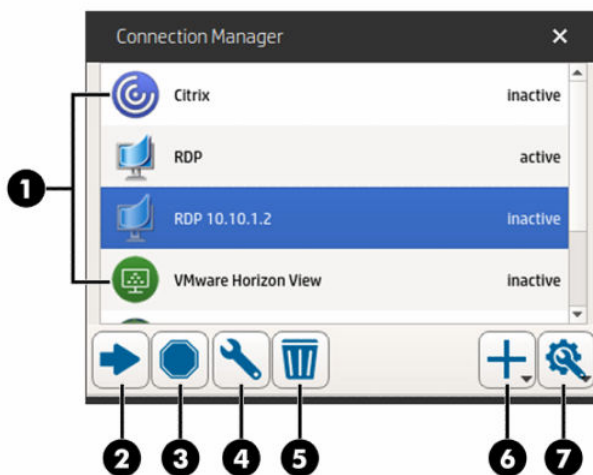 Connection Manager
Citrix inactive
RDP active
RDP 10.10.1.2 inactive
VMware Horizon View inactive
1
2 3 4 5 6 7